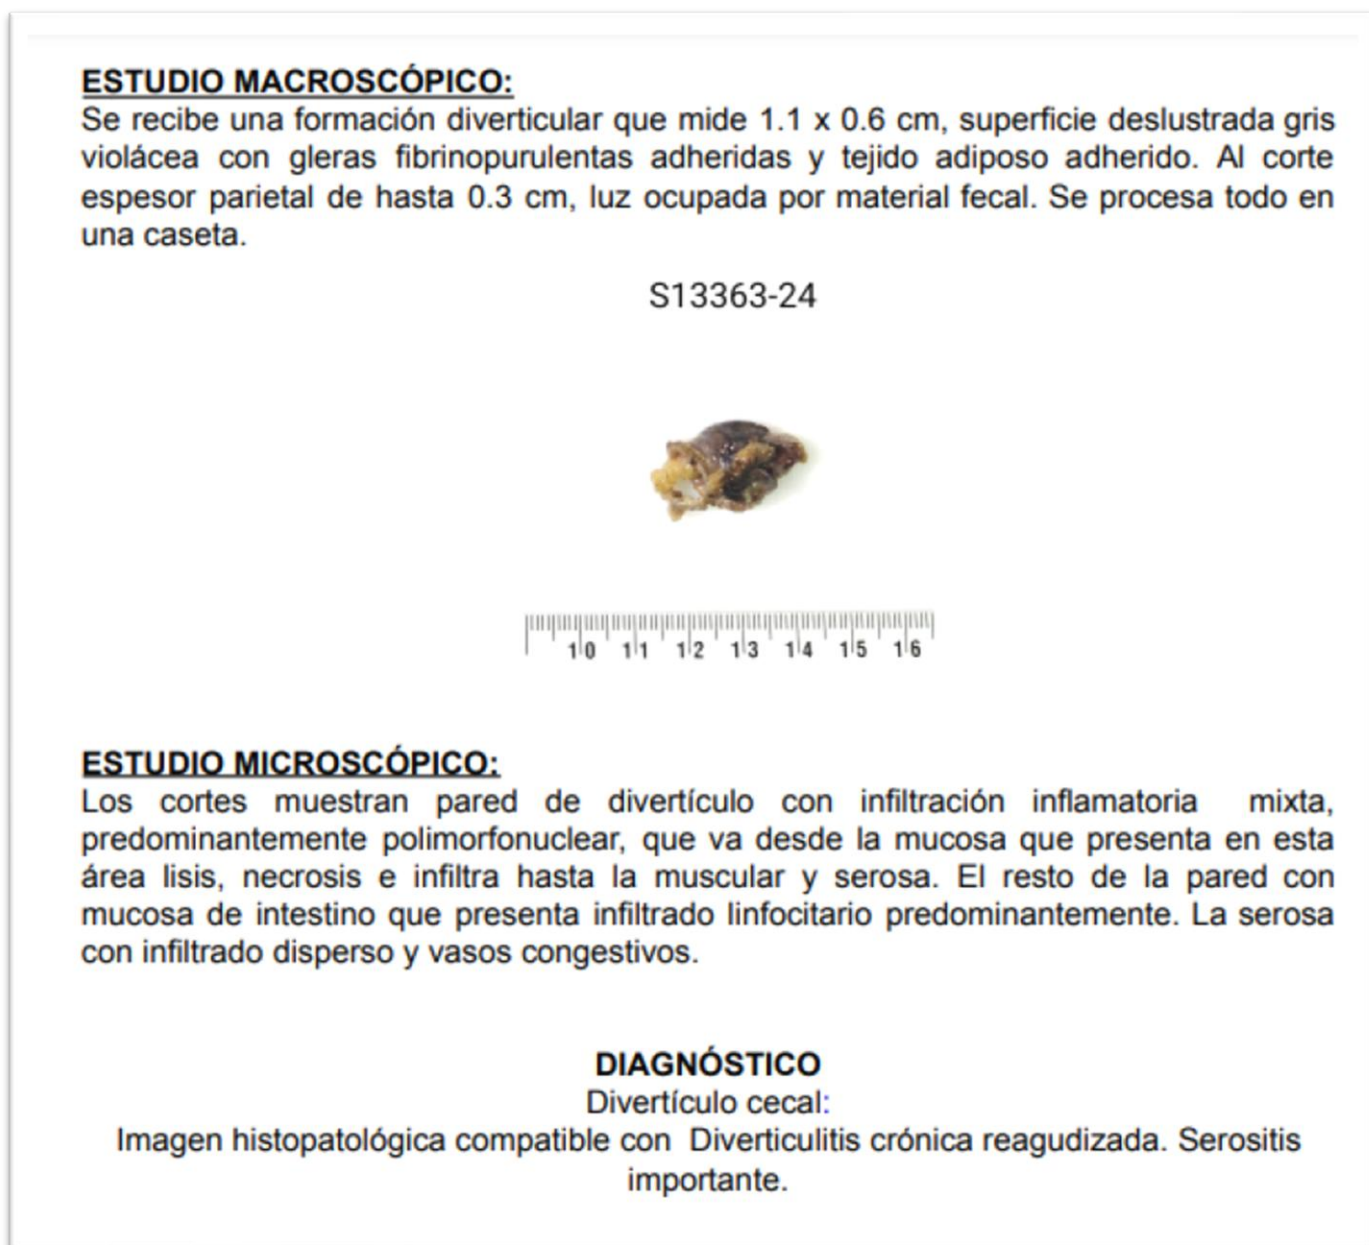 ESTUDIO MACROSCÓPICO:
Se recibe una formación diverticular que mide 1.1 x 0.6 cm, superficie deslustrada gris
violácea con gleras fibrinopurulentas adheridas y tejido adiposo adherido. Al corte
espesor parietal de hasta 0.3 cm, luz ocupada por material fecal. Se procesa todo en
una caseta.
S13363-24
10 11 12 13 14 15 16
ESTUDIO MICROSCÓPICO:
Los cortes muestran pared de divertículo con infiltración inflamatoria mixta,
predominantemente polimorfonuclear, que va desde la mucosa que presenta en esta
área lisis, necrosis e infiltra hasta la muscular y serosa. El resto de la pared con
mucosa de intestino que presenta infiltrado linfocitario predominantemente. La serosa
con infiltrado disperso y vasos congestivos.
DIAGNÓSTICO
Divertículo cecal:
Imagen histopatológica compatible con Diverticulitis crónica reagudizada. Serositis
importante.